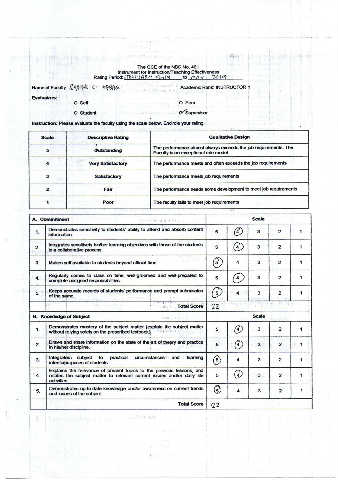 The QCE of the NBC No. 461
Instrument for Instruction/Teaching Effectiveness
Rating Period: to
Name of Faculty: Academic Rank: INSTRUCTOR 1
Evaluators:
Self Peer
Student Supervisor
Instruction: Please evaluate the faculty using the scale below. Encircle your rating.
Scale Descriptive Rating Qualitative Description
5 Outstanding The performance almost always exceeds the job requirements. The Faculty is an exceptional role model
4 Very Satisfactory The performance meets and often exceeds the job requirements
3 Satisfactory The performance meets job requirements
2 Fair The performance needs some development to meet job requirements
1 Poor The faculty fails to meet job requirements
A. Commitment Scale
1. Demonstrates sensitivity to students' ability to attend and absorb content information. 5 4 3 2 1
2. Integrates sensitively his/her learning objectives with those of the students in a collaborative process. 5 4 3 2 1
3. Makes self available to students beyond official time 5 4 3 2 1
4. Regularly comes to class on time, well-groomed and well-prepared to complete assigned responsibilities. 5 4 3 2 1
5. Keeps accurate records of students' performance and prompt submission of the same. 5 4 3 2 1
Total Score 22
B. Knowledge of Subject Scale
1. Demonstrates mastery of the subject matter (explain the subject matter without relying solely on the prescribed textbook). 5 4 3 2 1
2. Draws and share information on the state of the art of theory and practice in his/her discipline. 5 4 3 2 1
3. Integrates subject to practical circumstances and learning intents/purposes of students. 5 4 3 2 1
4. Explains the relevance of present topics to the previous lessons, and relates the subject matter to relevant current issues and/or daily life activities. 5 4 3 2 1
5. Demonstrates up-to-date knowledge and/or awareness on current trends and issues of the subject. 5 4 3 2 1
Total Score 22